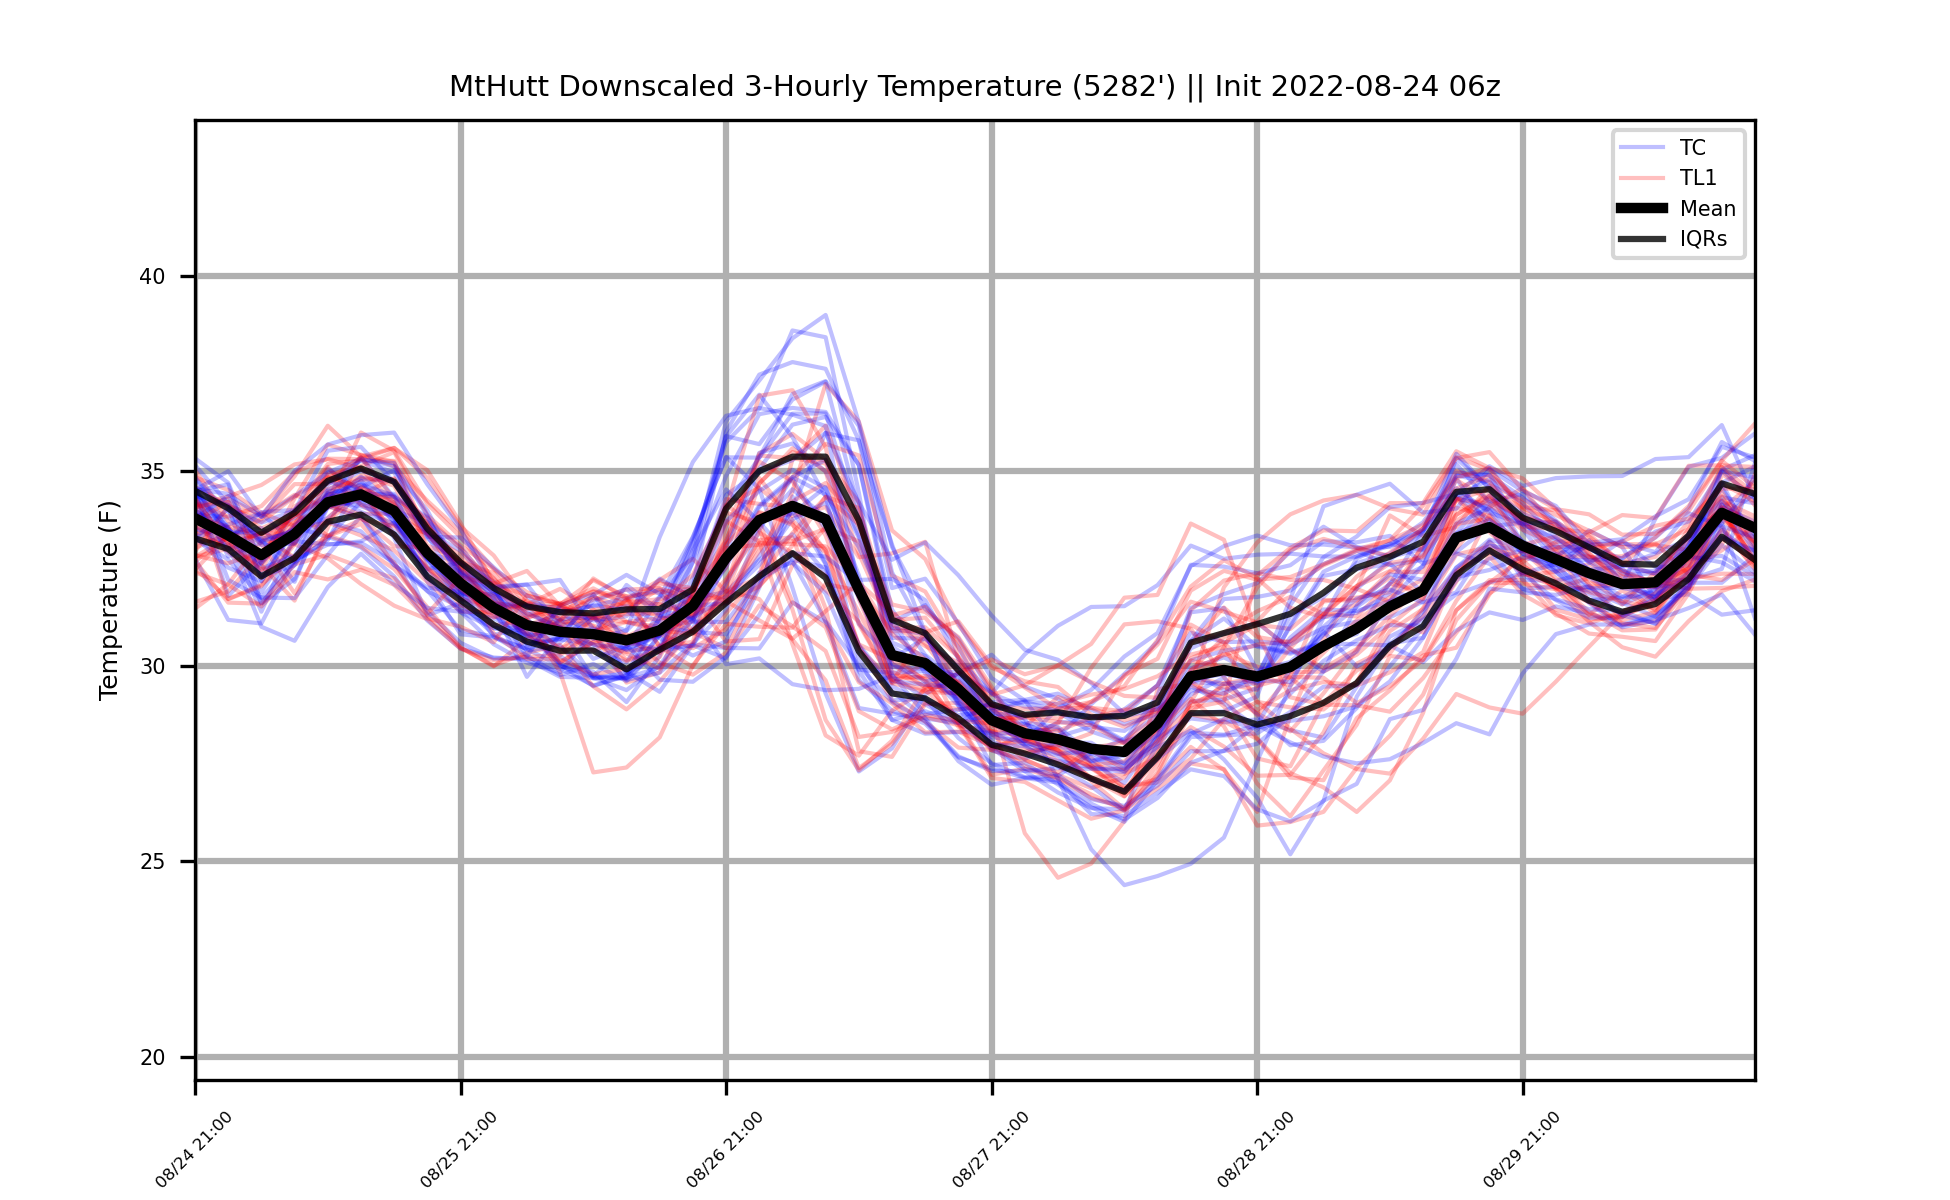 MtHutt Downscaled 3-Hourly Temperature (5282') || Init 2022-08-24 06z
TC
TL1
Mean
IQRs
Temperature (F)
40
35
30
25
20
08/24 21:00
08/25 21:00
08/26 21:00
08/27 21:00
08/28 21:00
08/29 21:00